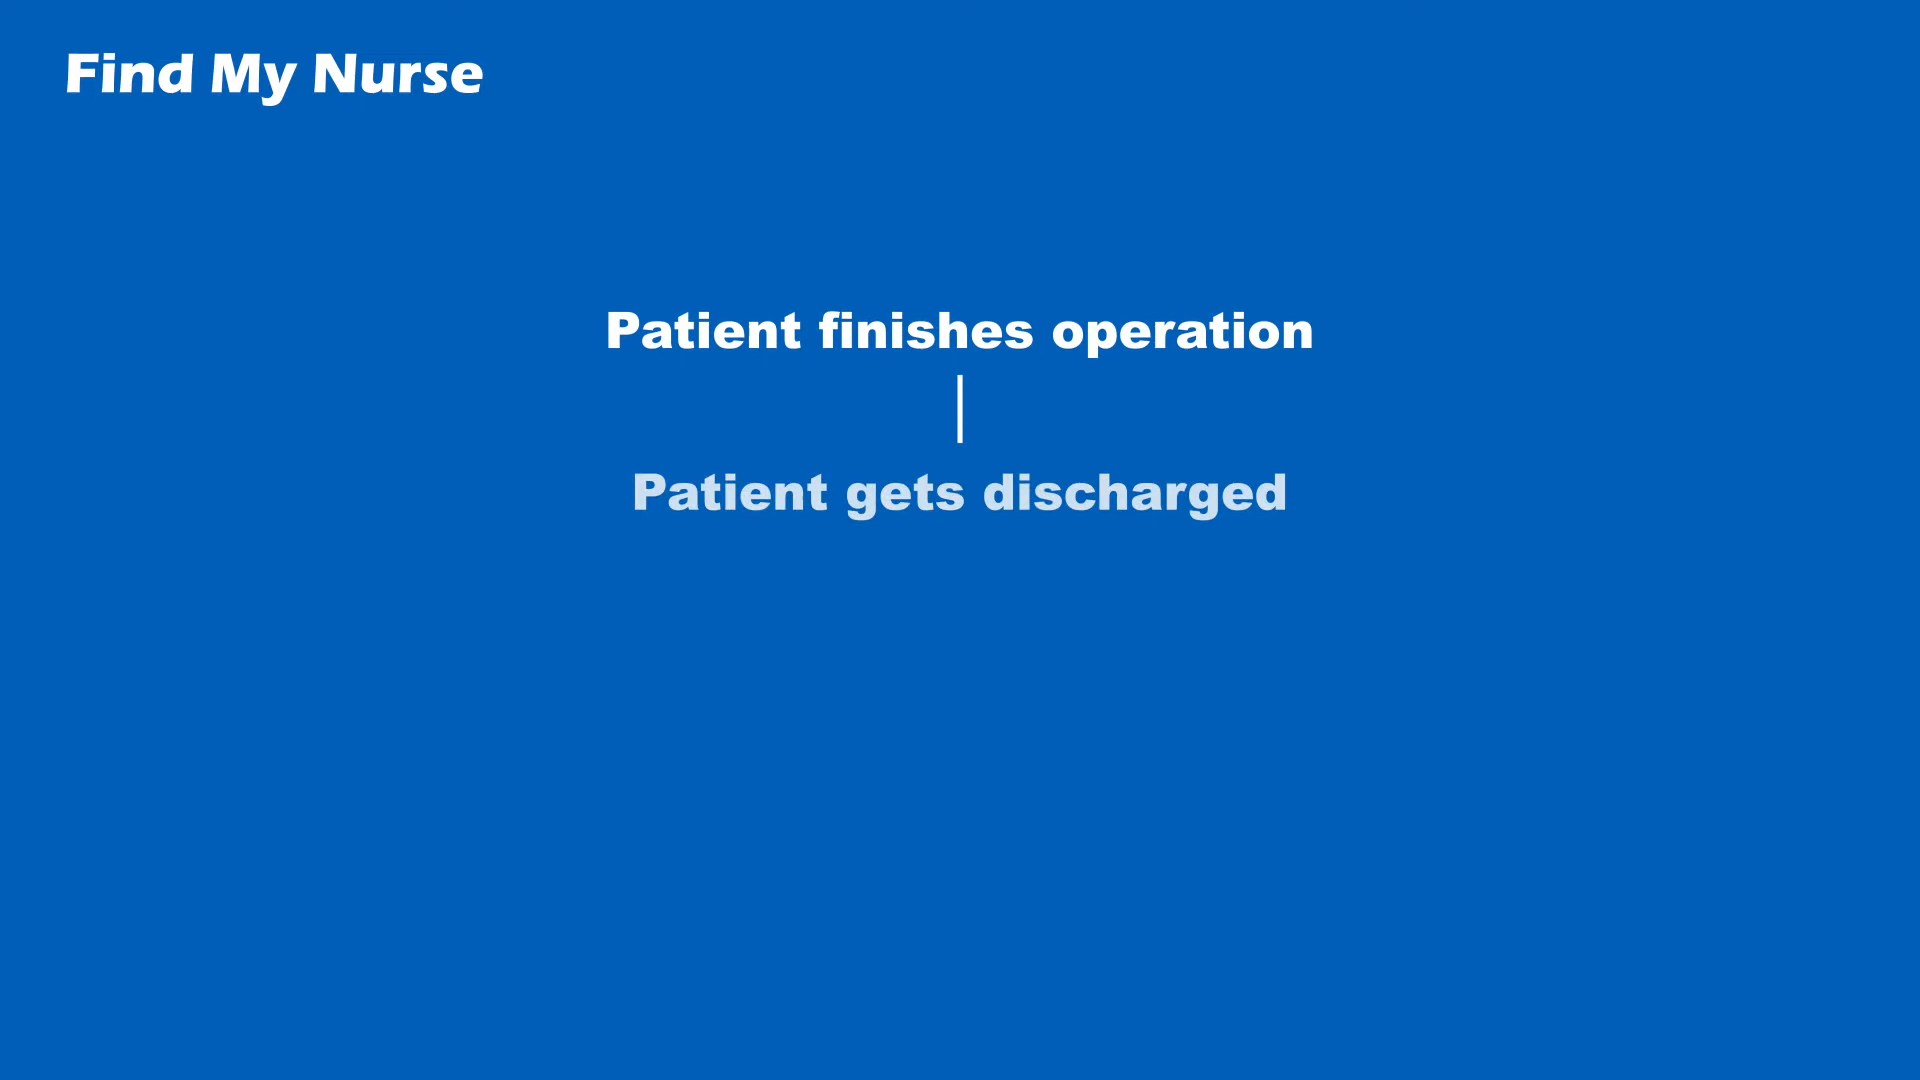 Find My Nurse
Patient finishes operation
Patient gets discharged